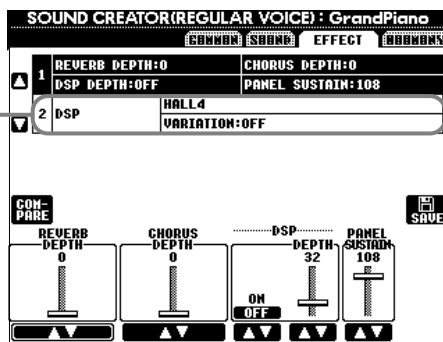 SOUND CREATOR(REGULAR VOICE) : GrandPiano
COMMON SOUND EFFECT HARMONY
1 REVERB DEPTH:0 CHORUS DEPTH:0
DSP DEPTH:OFF PANEL SUSTAIN:108
2 DSP HALL4
VARIATION:OFF
COM-
PARE
SAVE
REVERB DEPTH CHORUS DEPTH DSP DEPTH PANEL SUSTAIN
0 0 32 108
ON
OFF